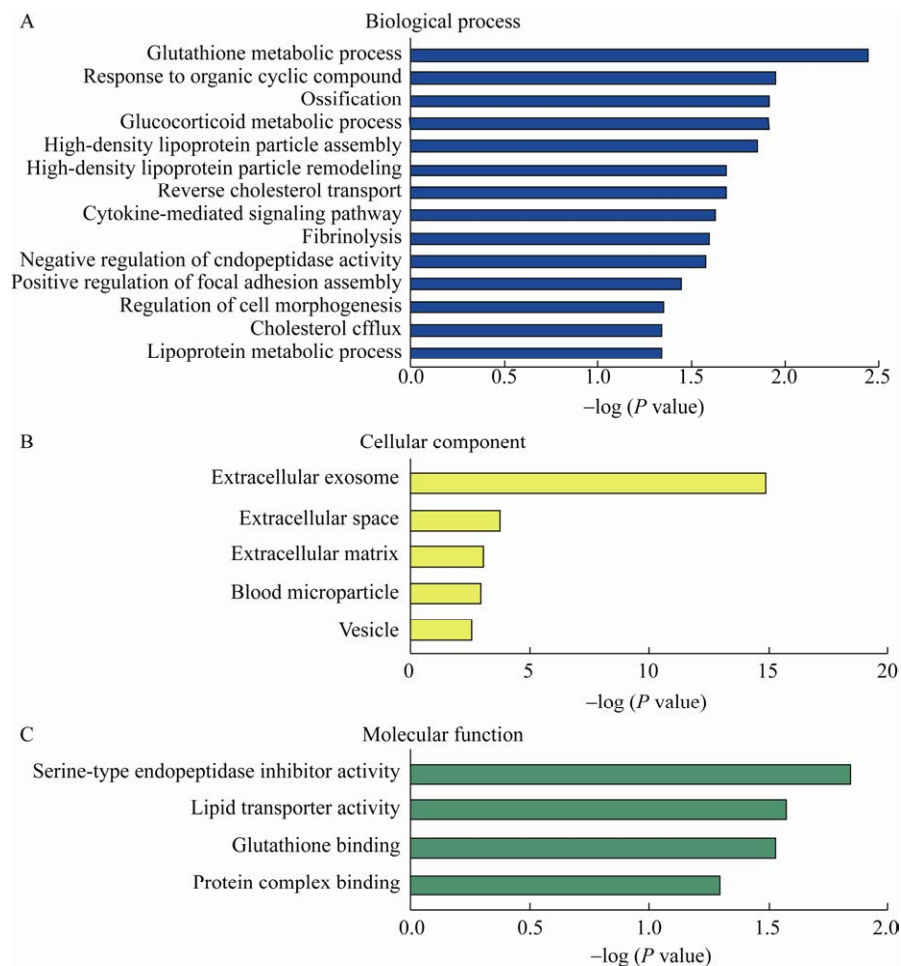 A
Biological process
Glutathione metabolic process
Response to organic cyclic compound
Ossification
Glucocorticoid metabolic process
High-density lipoprotein particle assembly
High-density lipoprotein particle remodeling
Reverse cholesterol transport
Cytokine-mediated signaling pathway
Fibrinolysis
Negative regulation of cndopeptidase activity
Positive regulation of focal adhesion assembly
Regulation of cell morphogenesis
Cholesterol cfflux
Lipoprotein metabolic process
0.0 0.5 1.0 1.5 2.0 2.5
−log (P value)
B
Cellular component
Extracellular exosome
Extracellular space
Extracellular matrix
Blood microparticle
Vesicle
0 5 10 15 20
−log (P value)
C
Molecular function
Serine-type endopeptidase inhibitor activity
Lipid transporter activity
Glutathione binding
Protein complex binding
0.0 0.5 1.0 1.5 2.0
−log (P value)